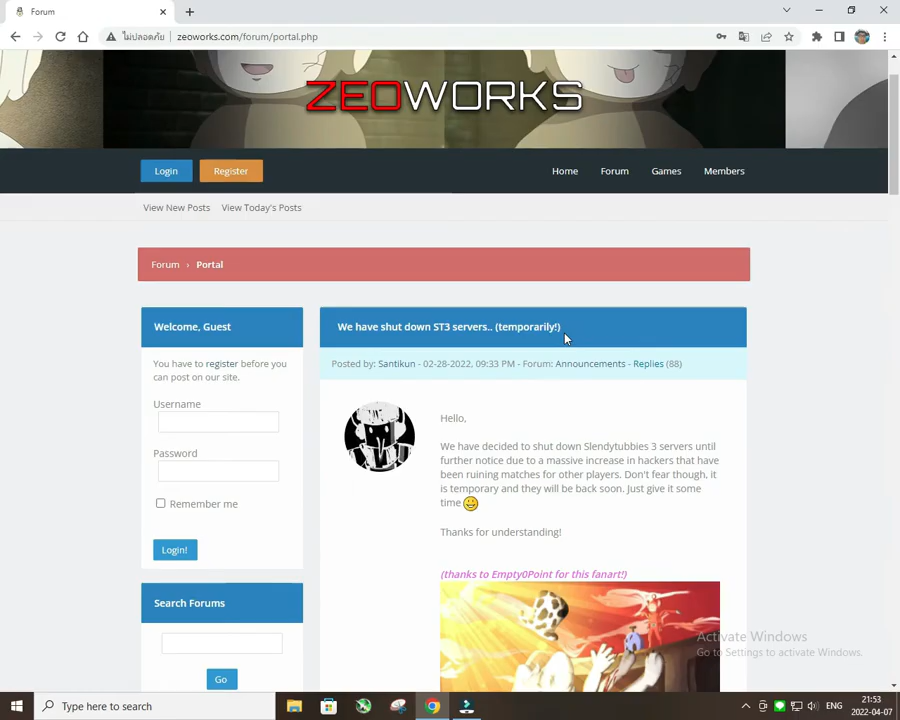 Forum
ไม่ปลอดภัย zeoworks.com/forum/portal.php
ZEOWORKS
Login Register Home Forum Games Members
View New Posts View Today's Posts
Forum › Portal
Welcome, Guest
You have to register before you
can post on our site.
Username
Password
Remember me
Login!
Search Forums
Go
We have shut down ST3 servers.. (temporarily!)
Posted by: Santikun - 02-28-2022, 09:33 PM - Forum: Announcements - Replies (88)
Hello,
We have decided to shut down Slendytubbies 3 servers until
further notice due to a massive increase in hackers that have
been ruining matches for other players. Don't fear though, it
is temporary and they will be back soon. Just give it some
time
Thanks for understanding!
(thanks to Empty0Point for this fanart!)
Activate Windows
Go to Settings to activate Windows.
Type here to search
ENG
21:53
2022-04-07